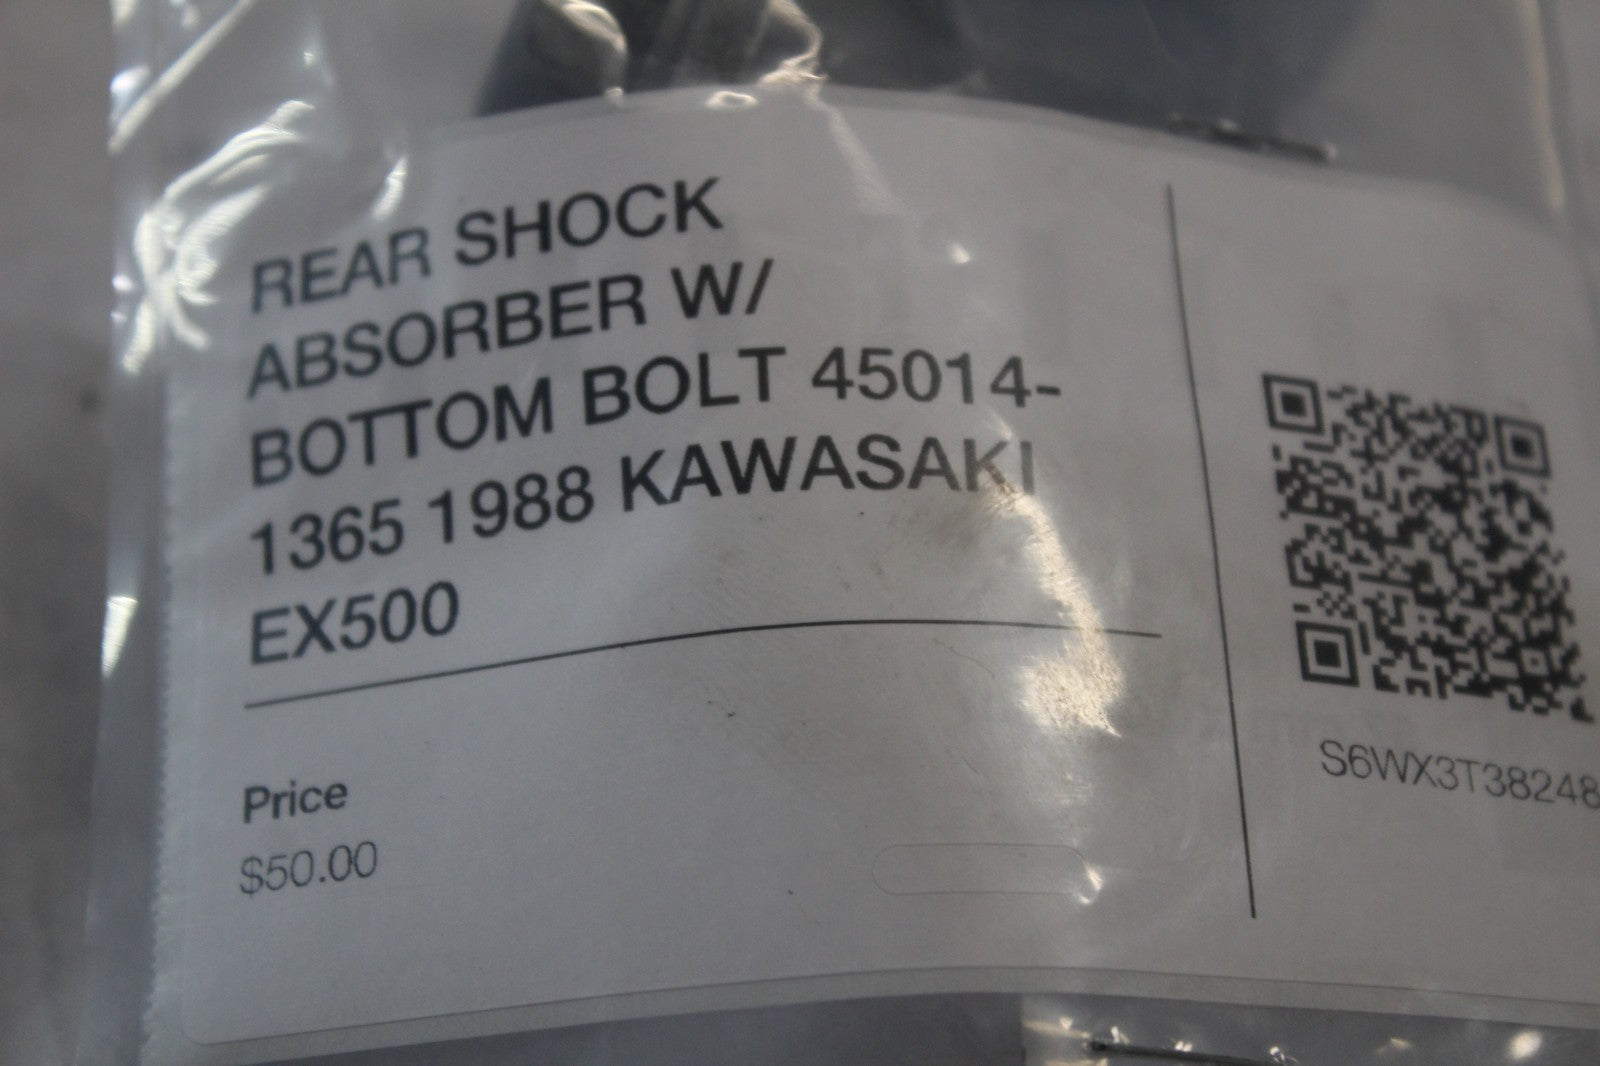 REAR SHOCK
ABSORBER W/
BOTTOM BOLT 45014-
1365 1988 KAWASAKI
EX500
Price
$50.00
S6WX3T38248